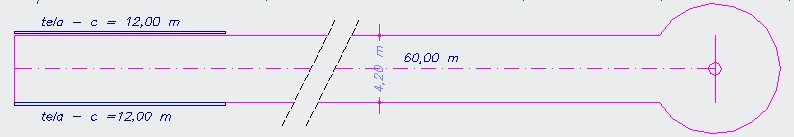 tela - c = 12,00 m
60,00 m
4,20 m
tela - c =12,00 m